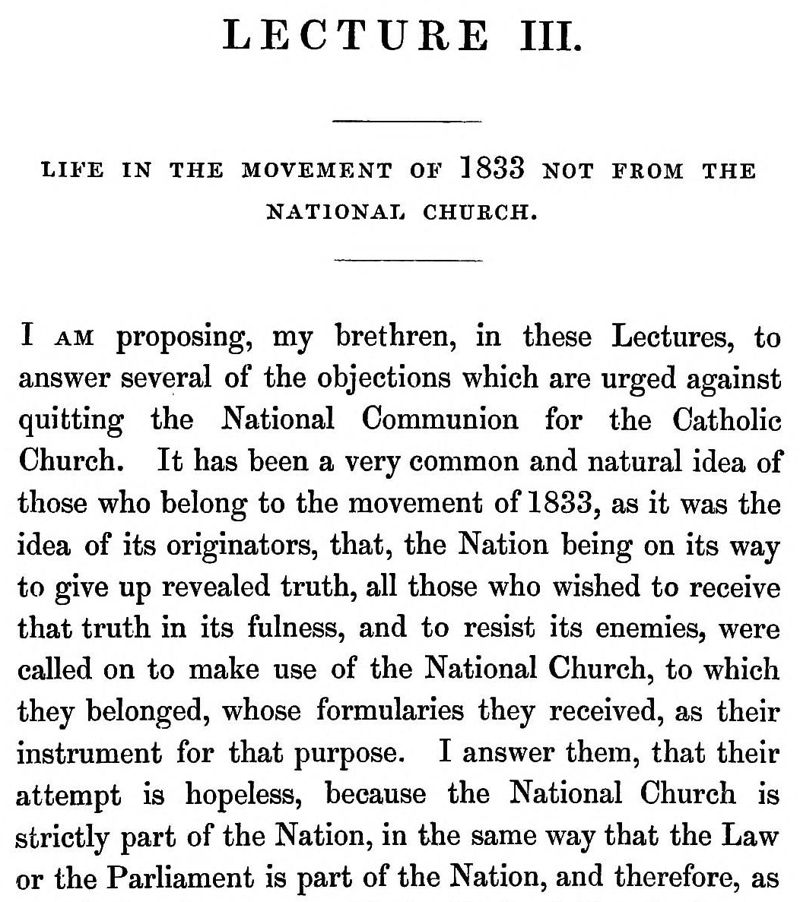 LECTURE III.
LIFE IN THE MOVEMENT OF 1833 NOT FROM THE
NATIONAL CHURCH.
I AM proposing, my brethren, in these Lectures, to
answer several of the objections which are urged against
quitting the National Communion for the Catholic
Church. It has been a very common and natural idea of
those who belong to the movement of 1833, as it was the
idea of its originators, that, the Nation being on its way
to give up revealed truth, all those who wished to receive
that truth in its fulness, and to resist its enemies, were
called on to make use of the National Church, to which
they belonged, whose formularies they received, as their
instrument for that purpose. I answer them, that their
attempt is hopeless, because the National Church is
strictly part of the Nation, in the same way that the Law
or the Parliament is part of the Nation, and therefore, as